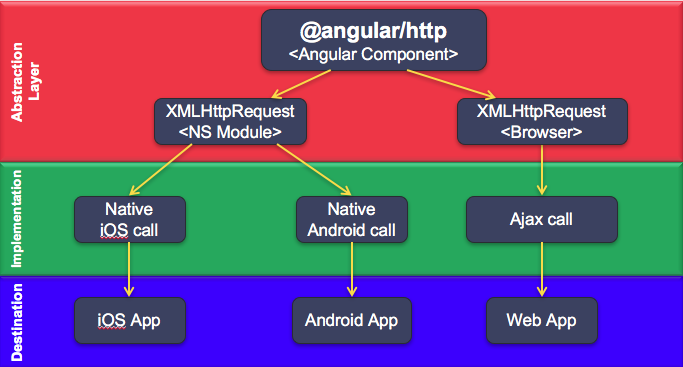 @angular/http
<Angular Component>
Abstraction
Layer
XMLHttpRequest
<NS Module>
XMLHttpRequest
<Browser>
Implementation
Native
iOS call
Native
Android call
Ajax call
Destination
iOS App
Android App
Web App